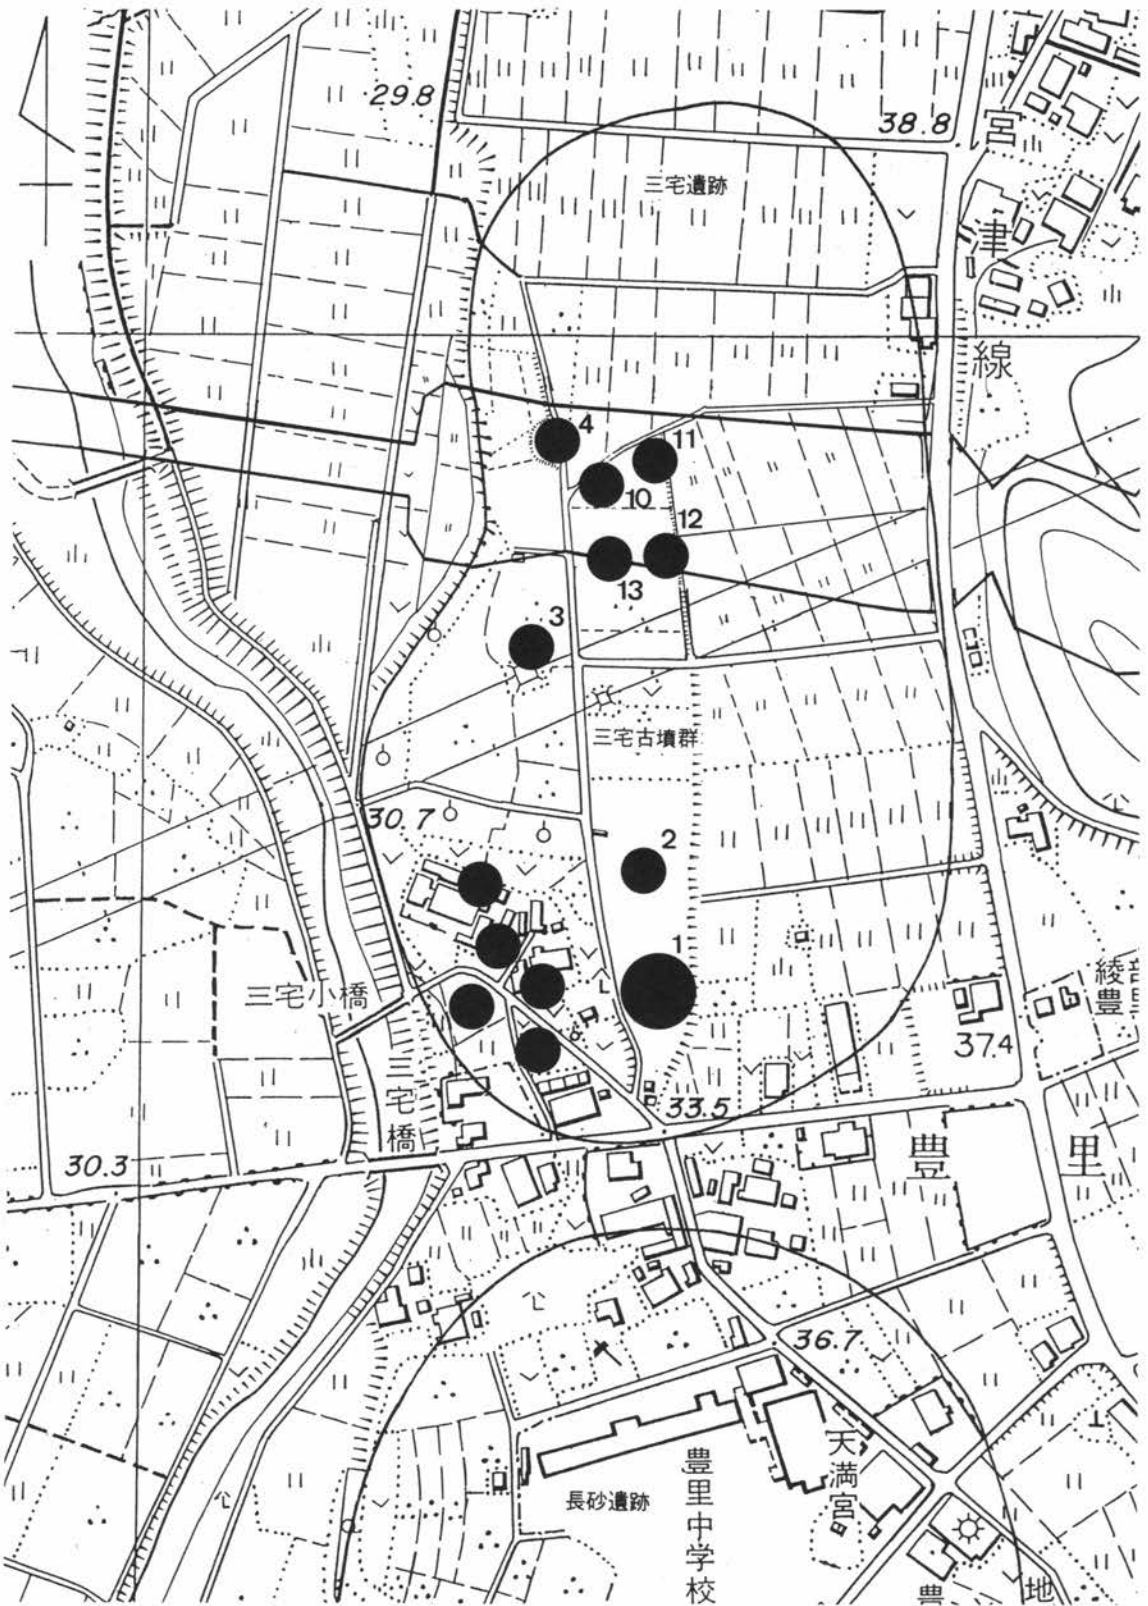 29.8
38.8
宮
津
線
三宅遺跡
4
11
10
12
13
3
三宅古墳群
30.7
2
1
三宅小橋
綾豊
37.4
三宅橋
33.5
30.3
豊里
36.7
天満宮
豊里中学校
長砂遺跡
豊
地